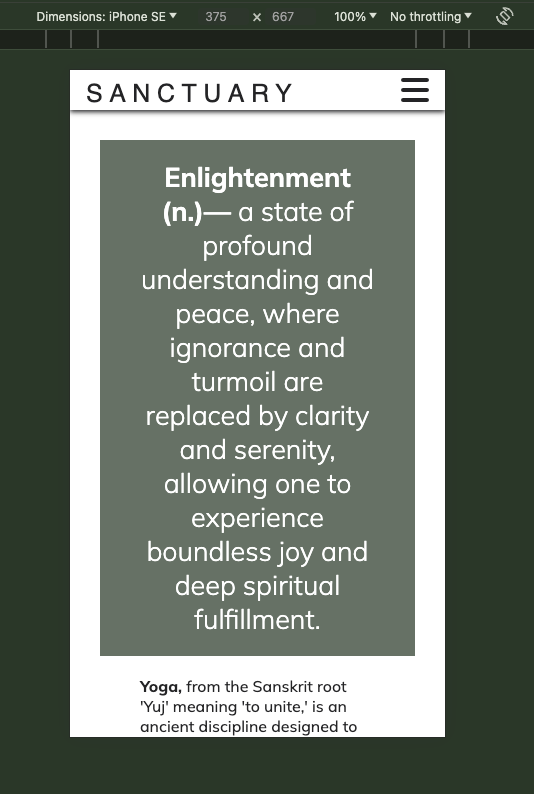 Dimensions: iPhone SE ▼ 375 × 667 100% ▼ No throttling ▼
SANCTUARY
Enlightenment
(n.)— a state of
profound
understanding and
peace, where
ignorance and
turmoil are
replaced by clarity
and serenity,
allowing one to
experience
boundless joy and
deep spiritual
fulfillment.
Yoga, from the Sanskrit root
'Yuj' meaning 'to unite,' is an
ancient discipline designed to